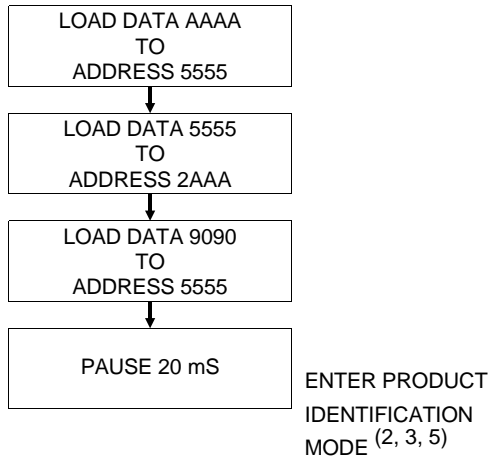 LOAD DATA AAAA
TO
ADDRESS 5555
LOAD DATA 5555
TO
ADDRESS 2AAA
LOAD DATA 9090
TO
ADDRESS 5555
PAUSE 20 mS
ENTER PRODUCT
IDENTIFICATION
MODE (2, 3, 5)